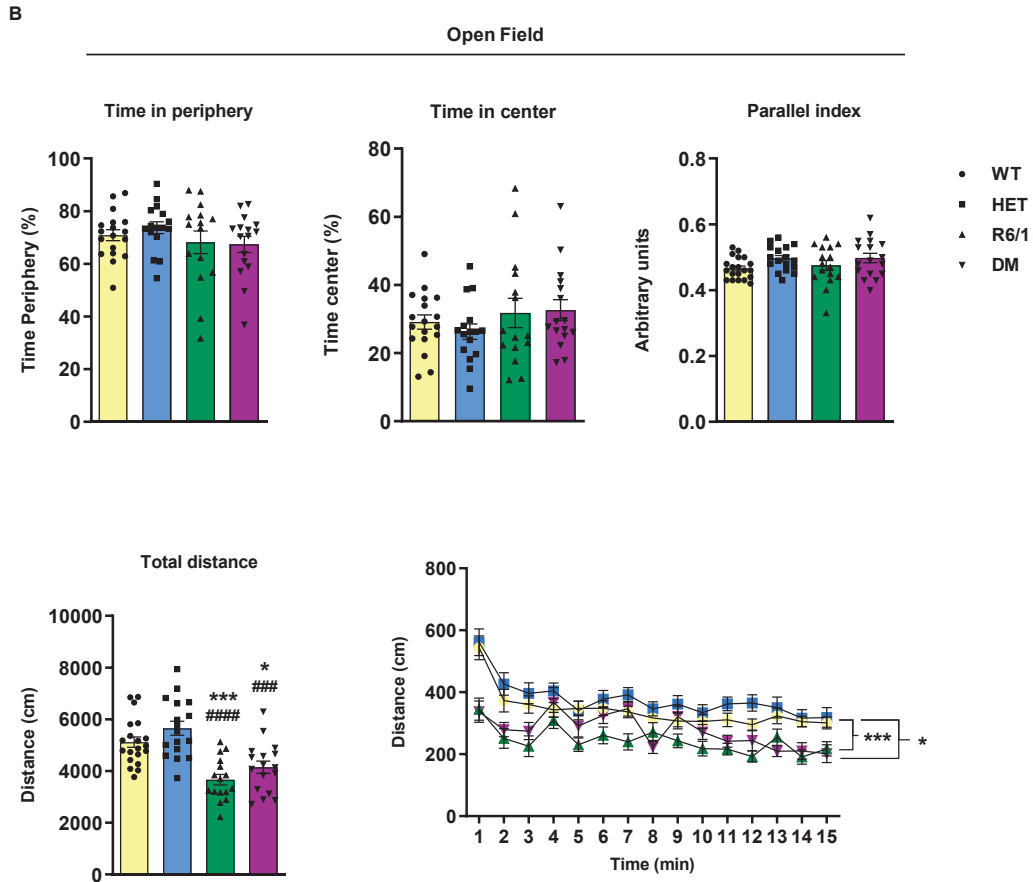 B
Open Field
Time in periphery
Time Periphery (%)
100
80
60
40
20
0
Time in center
Time center (%)
80
60
40
20
0
Parallel index
Arbitrary units
0.8
0.6
0.4
0.2
0.0
WT
HET
R6/1
DM
Total distance
Distance (cm)
10000
8000
6000
4000
2000
0
***
####
*
###
Distance (cm)
800
600
400
200
0
1 2 3 4 5 6 7 8 9 10 11 12 13 14 15
Time (min)
***
*